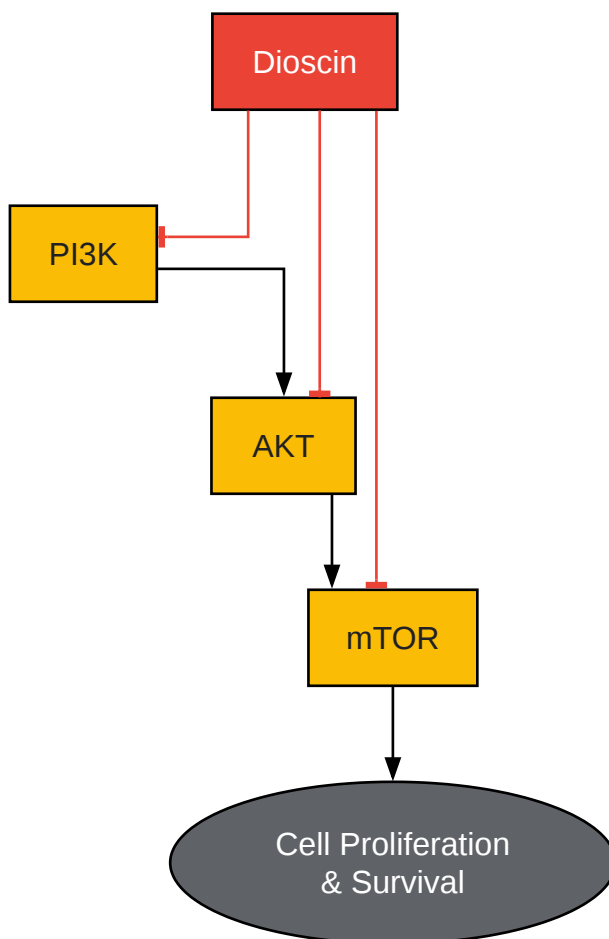 Dioscin
PI3K
AKT
mTOR
Cell Proliferation
& Survival